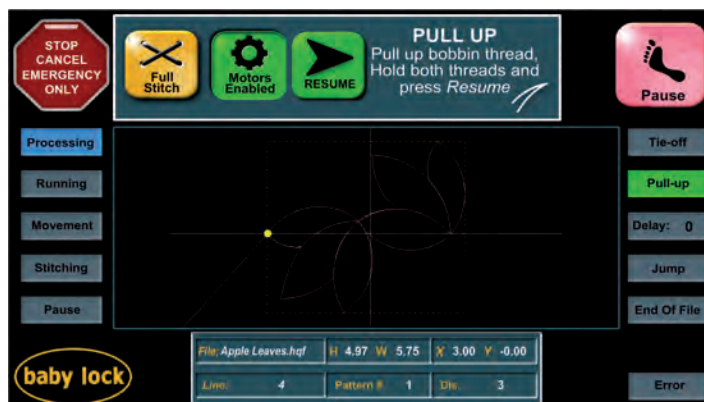 STOP
CANCEL
EMERGENCY
ONLY
Full
Stitch
Motors
Enabled
RESUME
PULL UP
Pull up bobbin thread,
Hold both threads and
press Resume
Pause
Processing
Running
Movement
Stitching
Pause
Tie-off
Pull-up
Delay: 0
Jump
End Of File
File: Apple Leaves.hqf H 4.97 W 5.75 X 3.00 Y -0.00
Line: 4 Pattern # 1 Dis: 3
baby lock
Error